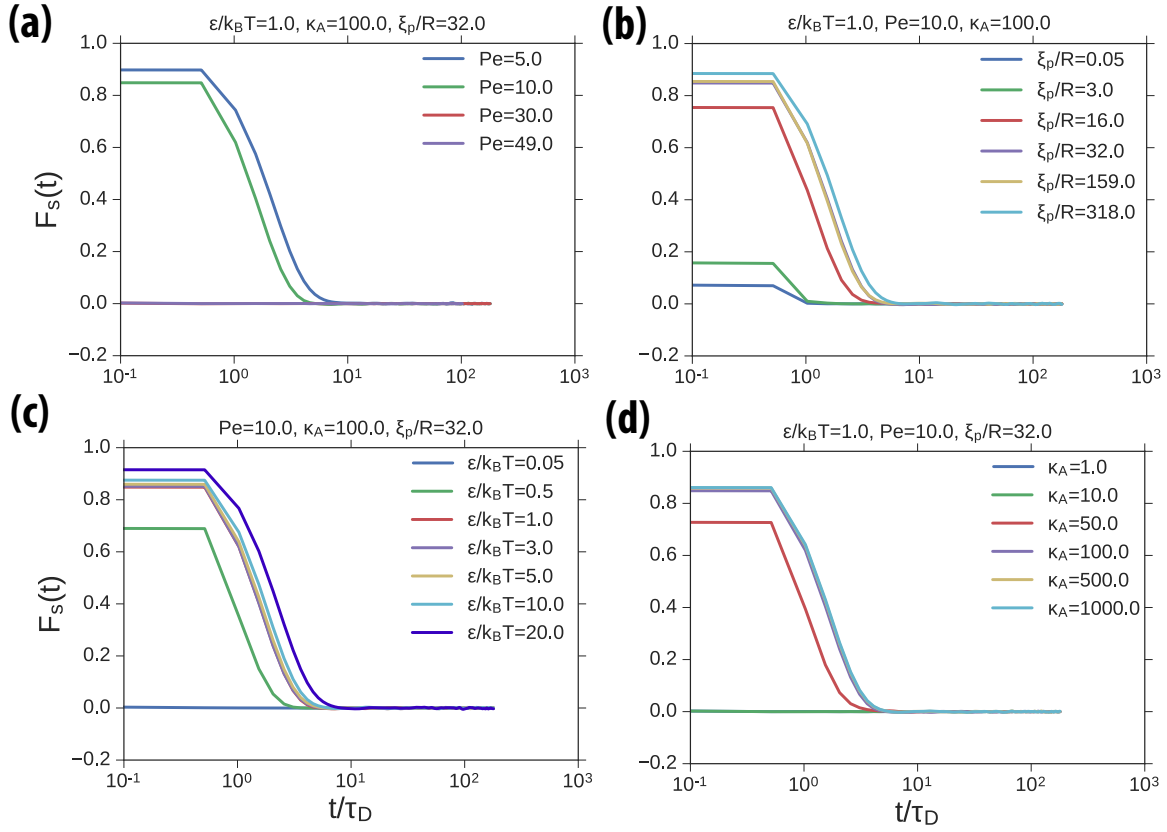 (a)
ε/k_BT=1.0, κ_A=100.0, ξ_p/R=32.0
1.0
0.8
0.6
0.4
0.2
0.0
−0.2
F_s(t)
Pe=5.0
Pe=10.0
Pe=30.0
Pe=49.0
10^-1
10^0
10^1
10^2
10^3
(b)
ε/k_BT=1.0, Pe=10.0, κ_A=100.0
1.0
0.8
0.6
0.4
0.2
0.0
−0.2
ξ_p/R=0.05
ξ_p/R=3.0
ξ_p/R=16.0
ξ_p/R=32.0
ξ_p/R=159.0
ξ_p/R=318.0
10^-1
10^0
10^1
10^2
10^3
(c)
Pe=10.0, κ_A=100.0, ξ_p/R=32.0
1.0
0.8
0.6
0.4
0.2
0.0
−0.2
F_s(t)
ε/k_BT=0.05
ε/k_BT=0.5
ε/k_BT=1.0
ε/k_BT=3.0
ε/k_BT=5.0
ε/k_BT=10.0
ε/k_BT=20.0
10^-1
10^0
10^1
10^2
10^3
t/τ_D
(d)
ε/k_BT=1.0, Pe=10.0, ξ_p/R=32.0
1.0
0.8
0.6
0.4
0.2
0.0
−0.2
κ_A=1.0
κ_A=10.0
κ_A=50.0
κ_A=100.0
κ_A=500.0
κ_A=1000.0
10^-1
10^0
10^1
10^2
10^3
t/τ_D